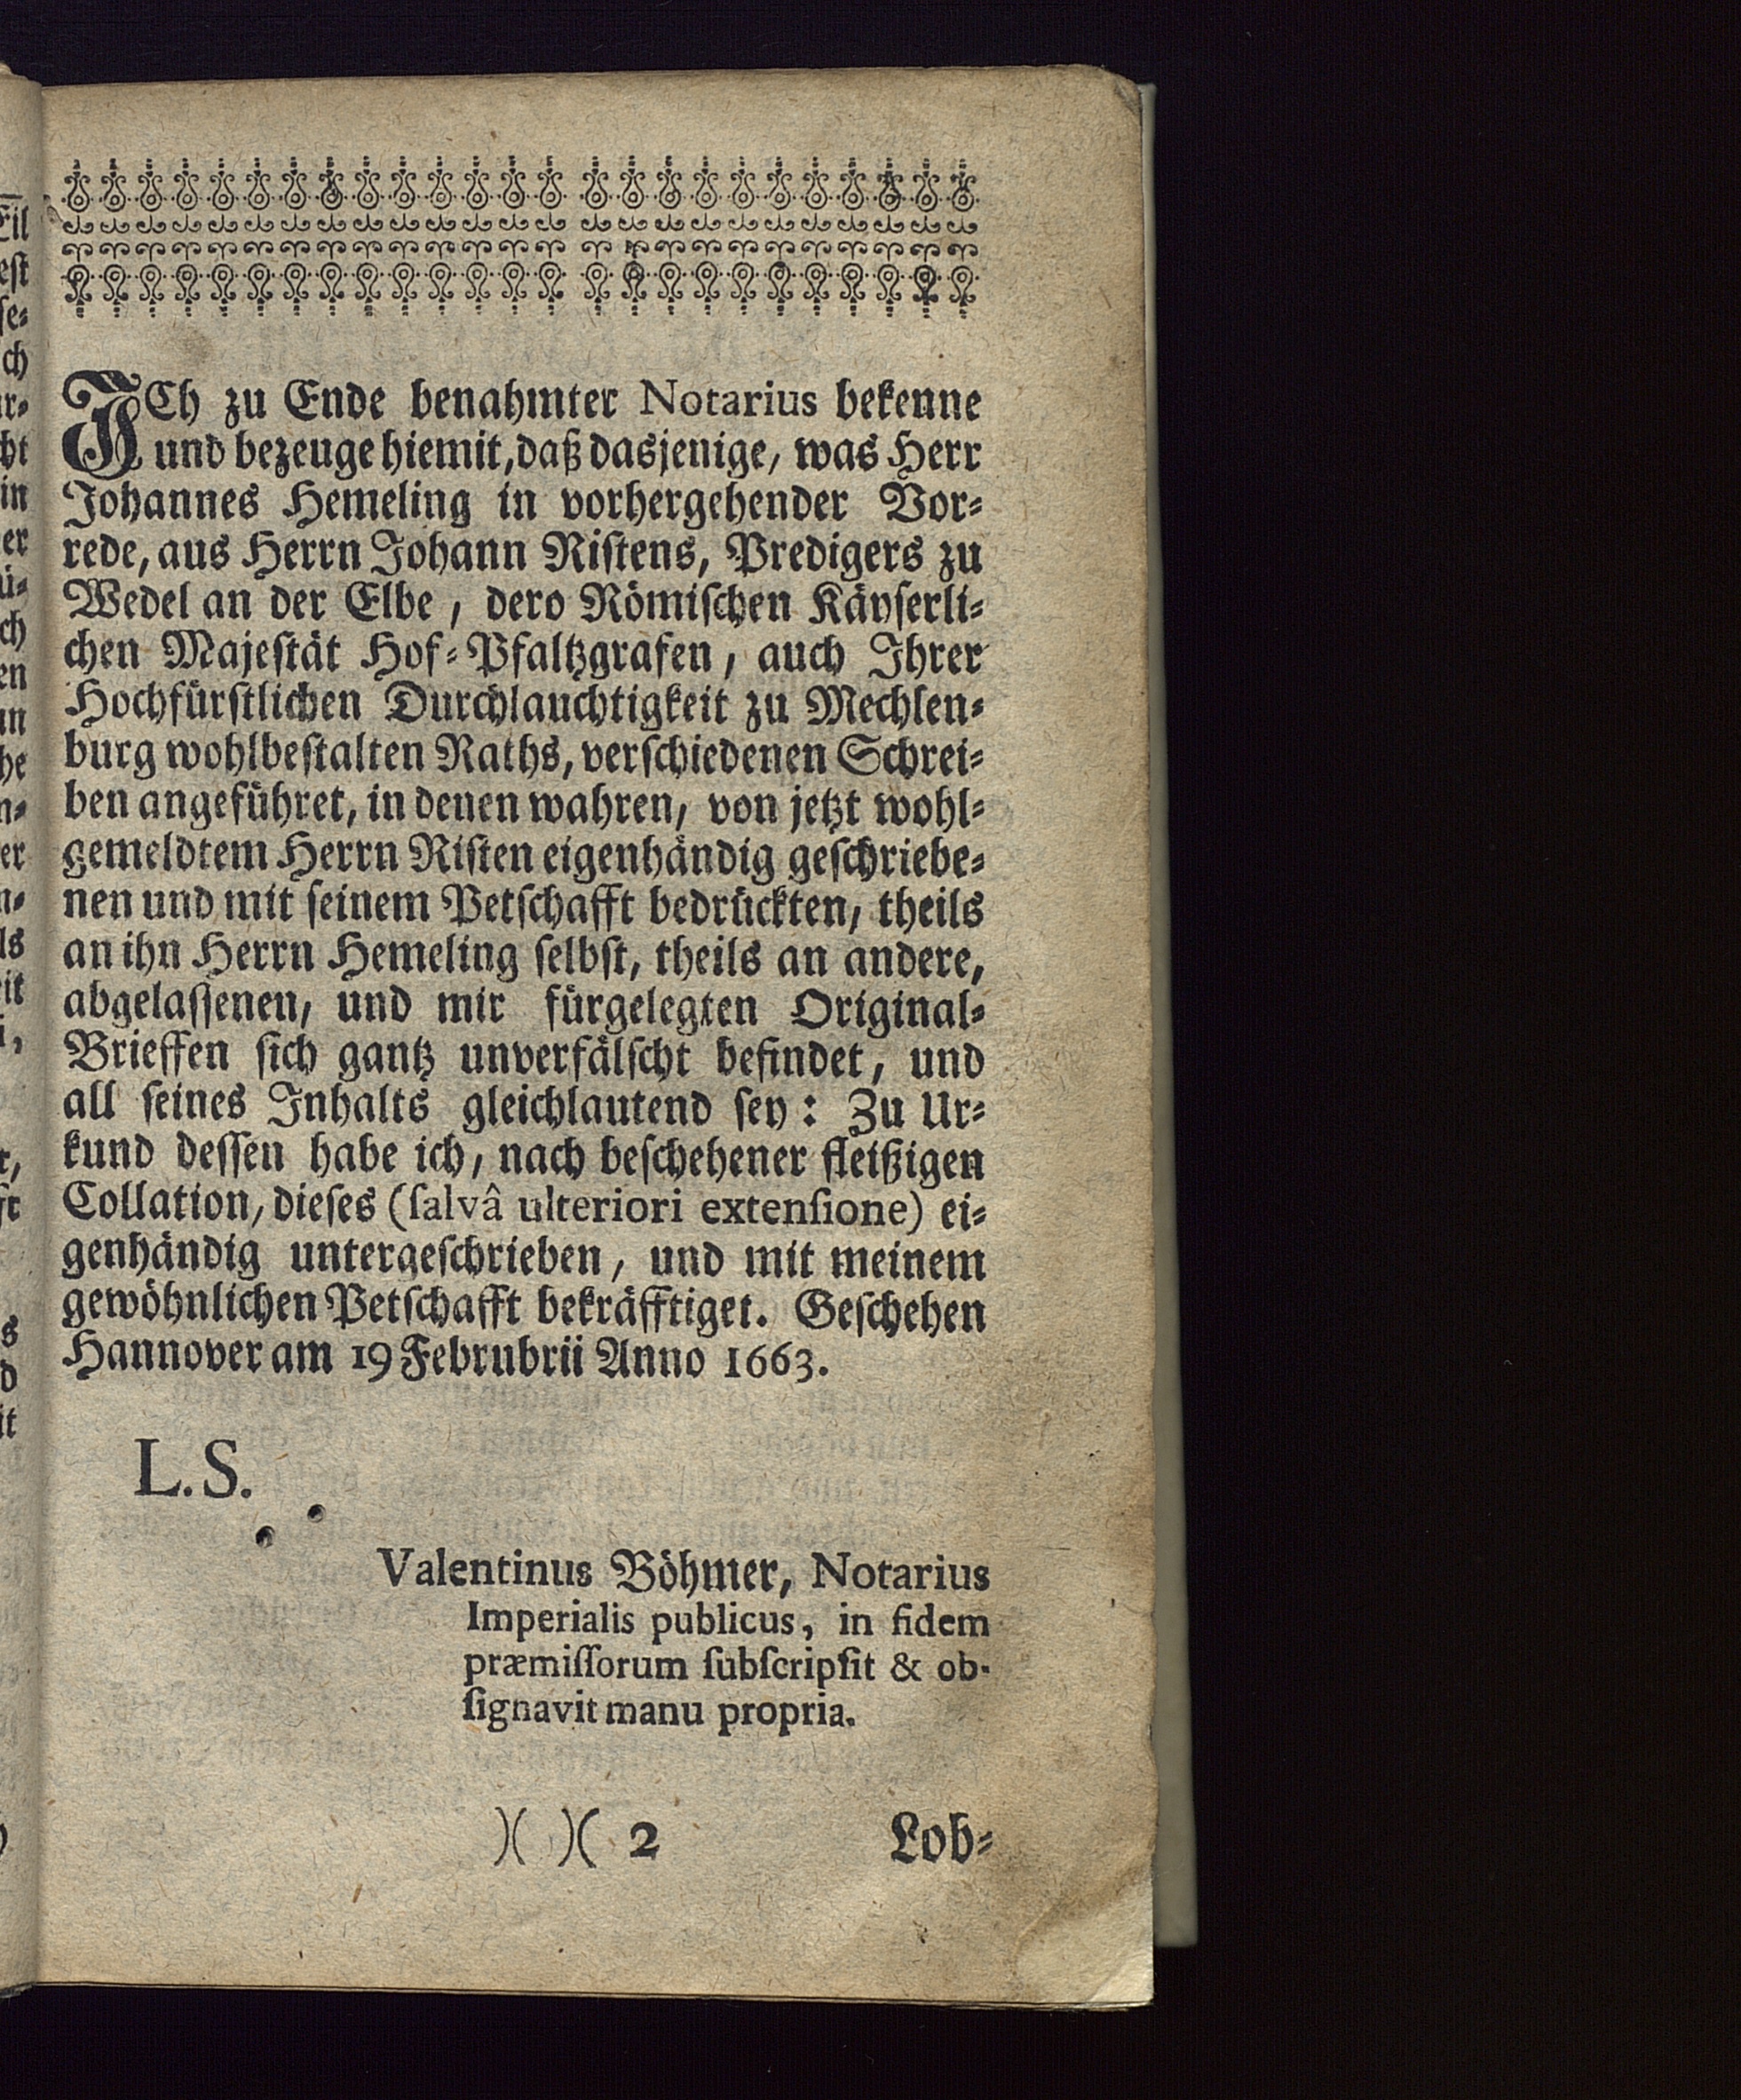 JCh zu Ende benahmter Notarius bekenne
und bezeuge hiemit, daß dasjenige, was Herr
Johannes Hemeling in vorhergehender Vor-
rede, aus Herrn Johann Riſtens, Predigers zu
Wedel an der Elbe, dero Römiſchen Käyſerli-
chen Majeſtät Hof-Pfaltzgrafen, auch Ihrer
Hochfürſtlichen Durchlauchtigkeit zu Mechlen-
burg wohlbeſtalten Raths, verſchiedenen Schrei-
ben angeführet, in denen wahren, von jetzt wohl-
gemeldtem Herrn Riſten eigenhändig geſchriebe-
nen und mit ſeinem Petſchafft bedrückten, theils
an ihn Herrn Hemeling ſelbſt, theils an andere,
abgelaſſenen, und mir fürgelegten Original-
Brieffen ſich gantz unverfälſcht befindet, und
all ſeines Inhalts gleichlautend ſey: Zu Ur-
kund deſſen habe ich, nach beſchehener fleißigen
Collation, dieſes (ſalvâ ulteriori extenſione) ei-
genhändig untergeſchrieben, und mit meinem
gewöhnlichen Petſchafft bekräfftiget. Geſchehen
Hannover am 19 Februbrii Anno 1663.
L.S.
Valentinus Böhmer, Notarius
Imperialis publicus, in fidem
præmiſſorum ſubſcripſit & ob-
ſignavit manu propria.
)( )( 2 Lob-